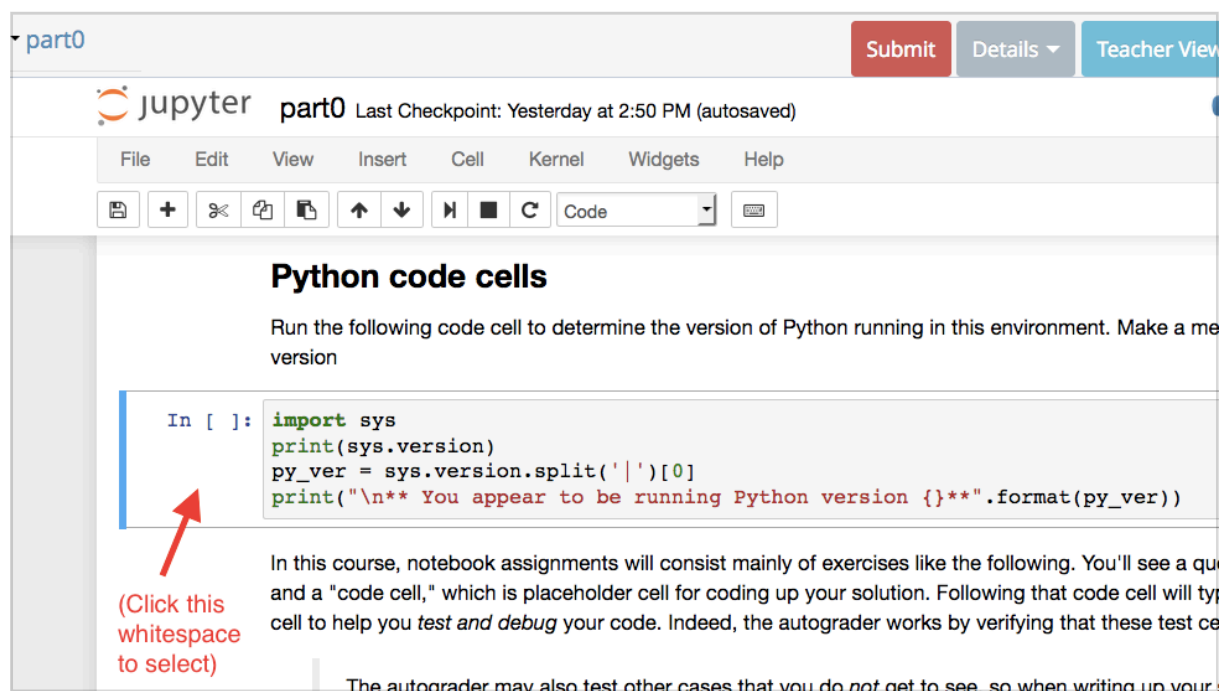 part0
Submit
Details
Teacher View
jupyter
part0 Last Checkpoint: Yesterday at 2:50 PM (autosaved)
File Edit View Insert Cell Kernel Widgets Help
Code
Python code cells
Run the following code cell to determine the version of Python running in this environment. Make a me
version
In [ ]:
import sys
print(sys.version)
py_ver = sys.version.split('|')[0]
print("\n** You appear to be running Python version {}**".format(py_ver))
(Click this
whitespace
to select)
In this course, notebook assignments will consist mainly of exercises like the following. You'll see a qu
and a "code cell," which is placeholder cell for coding up your solution. Following that code cell will typ
cell to help you test and debug your code. Indeed, the autograder works by verifying that these test ce
The autograder may also test other cases that you do not get to see, so when writing up your